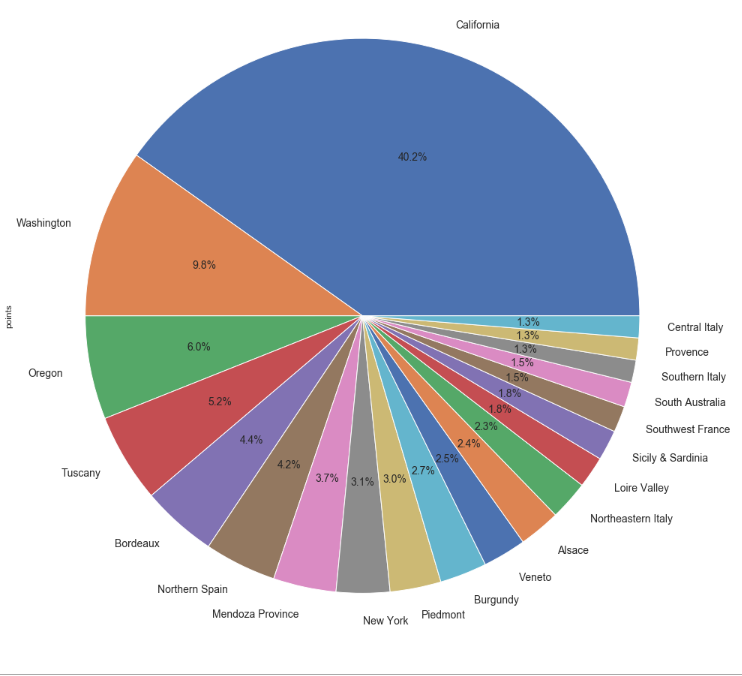 California
40.2%
Washington
9.8%
points
Oregon
6.0%
Tuscany
5.2%
Bordeaux
4.4%
Northern Spain
4.2%
Mendoza Province
3.7%
New York
3.1%
Piedmont
3.0%
Burgundy
2.7%
Veneto
2.5%
Alsace
2.4%
Northeastern Italy
2.3%
Loire Valley
1.8%
Sicily & Sardinia
1.8%
Southwest France
1.5%
South Australia
1.5%
Southern Italy
1.3%
Provence
1.3%
Central Italy
1.3%